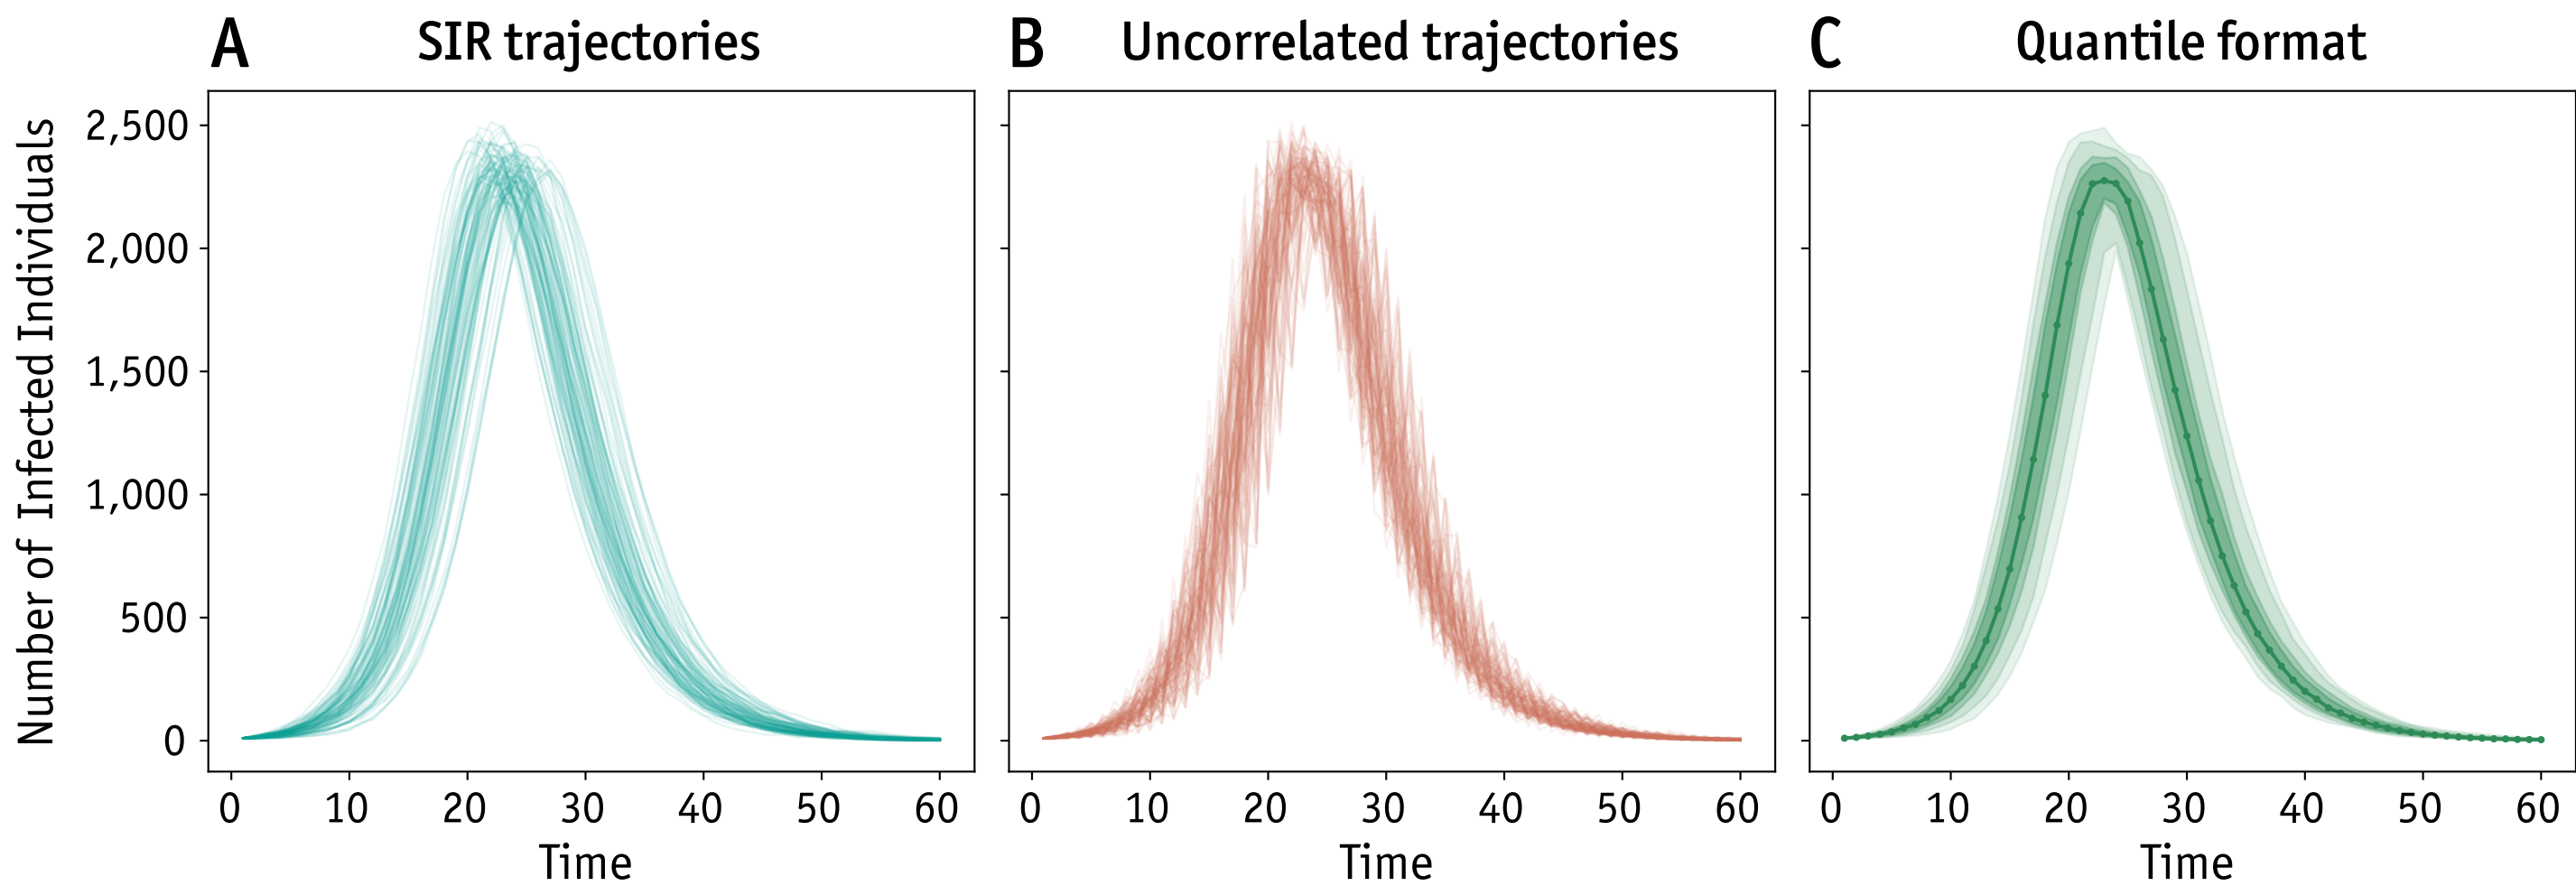 A SIR trajectories
B Uncorrelated trajectories
C Quantile format
Number of Infected Individuals
2,500
2,000
1,500
1,000
500
0
0 10 20 30 40 50 60
0 10 20 30 40 50 60
0 10 20 30 40 50 60
Time
Time
Time